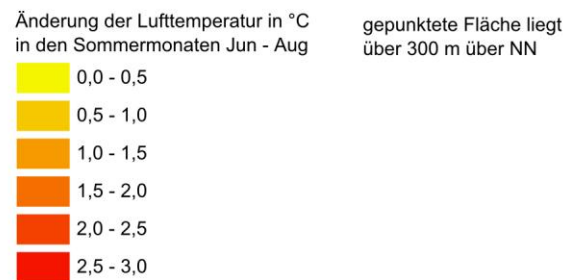 Änderung der Lufttemperatur in °C
in den Sommermonaten Jun - Aug
0,0 - 0,5
0,5 - 1,0
1,0 - 1,5
1,5 - 2,0
2,0 - 2,5
2,5 - 3,0
gepunktete Fläche liegt
über 300 m über NN